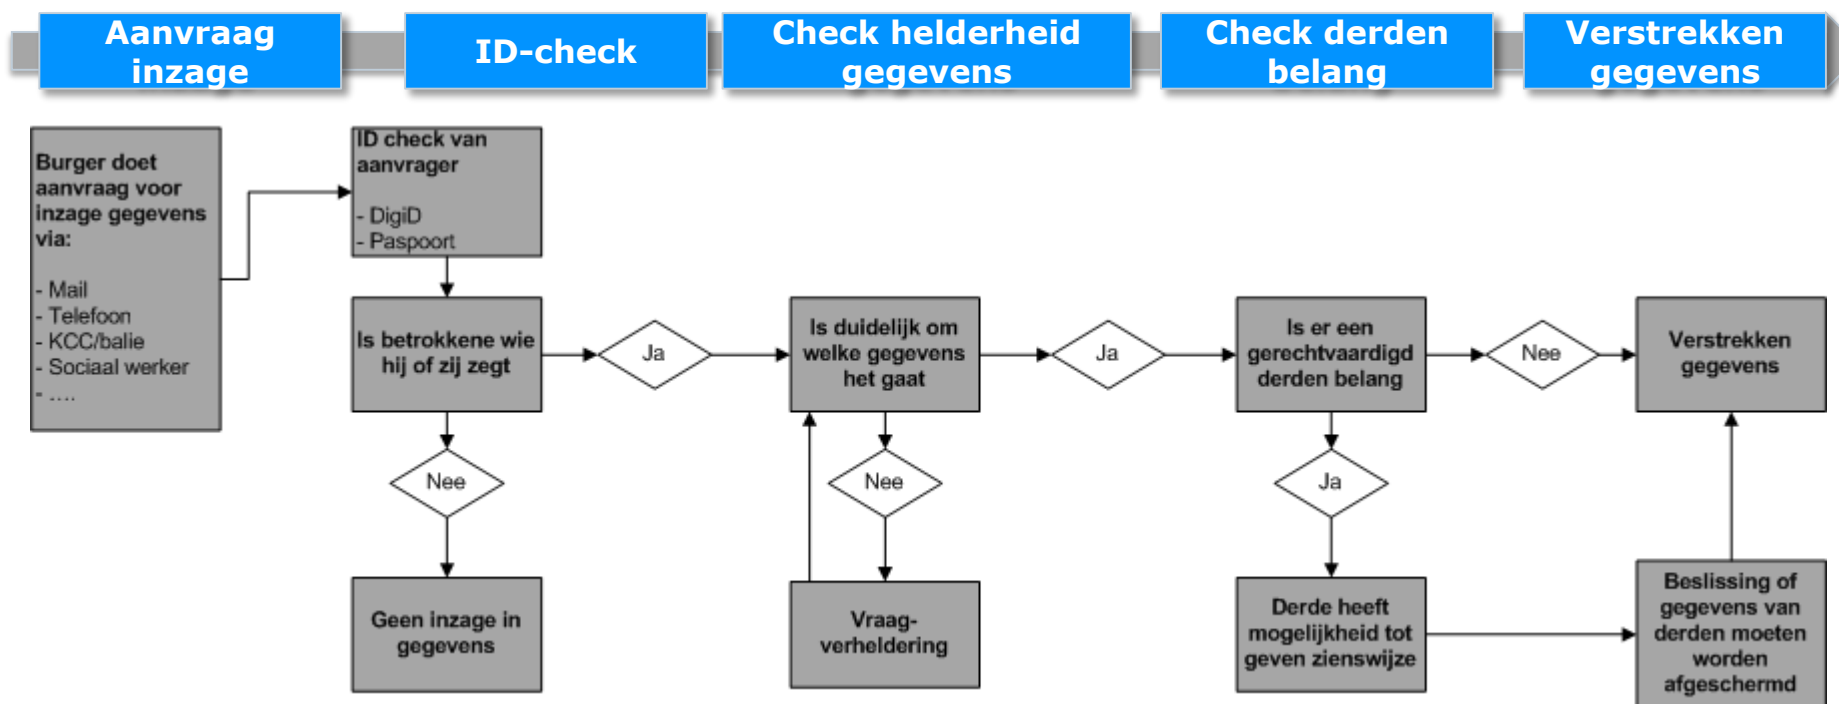 Aanvraag
inzage
ID-check
Check helderheid
gegevens
Check derden
belang
Verstrekken
gegevens
Burger doet
aanvraag voor
inzage gegevens
via:
- Mail
- Telefoon
- KCC/balie
- Sociaal werker
- ....
ID check van
aanvrager
- DigiD
- Paspoort
Is betrokkene wie
hij of zij zegt
Ja
Nee
Geen inzage in
gegevens
Is duidelijk om
welke gegevens
het gaat
Ja
Nee
Vraag-
verheldering
Is er een
gerechtvaardigd
derden belang
Nee
Ja
Derde heeft
mogelijkheid tot
geven zienswijze
Verstrekken
gegevens
Beslissing of
gegevens van
derden moeten
worden
afgeschermd